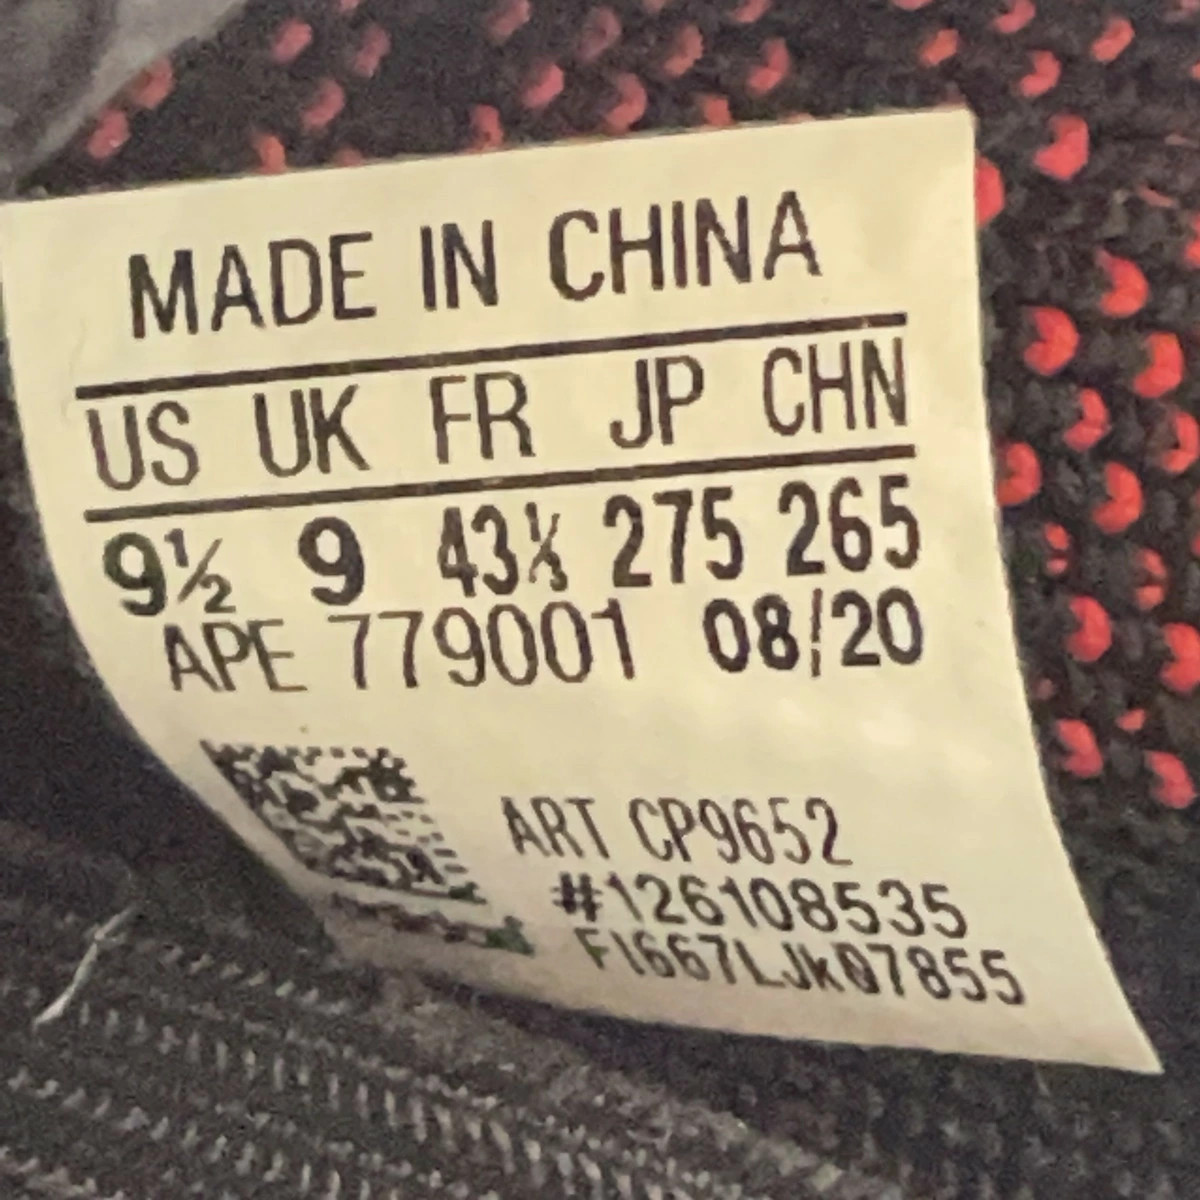 MADE IN CHINA
US UK FR JP CHN
9½ 9 43⅓ 275 265
APE 779001 08/20
ART CP9652
#126108535
F1667LJK07855